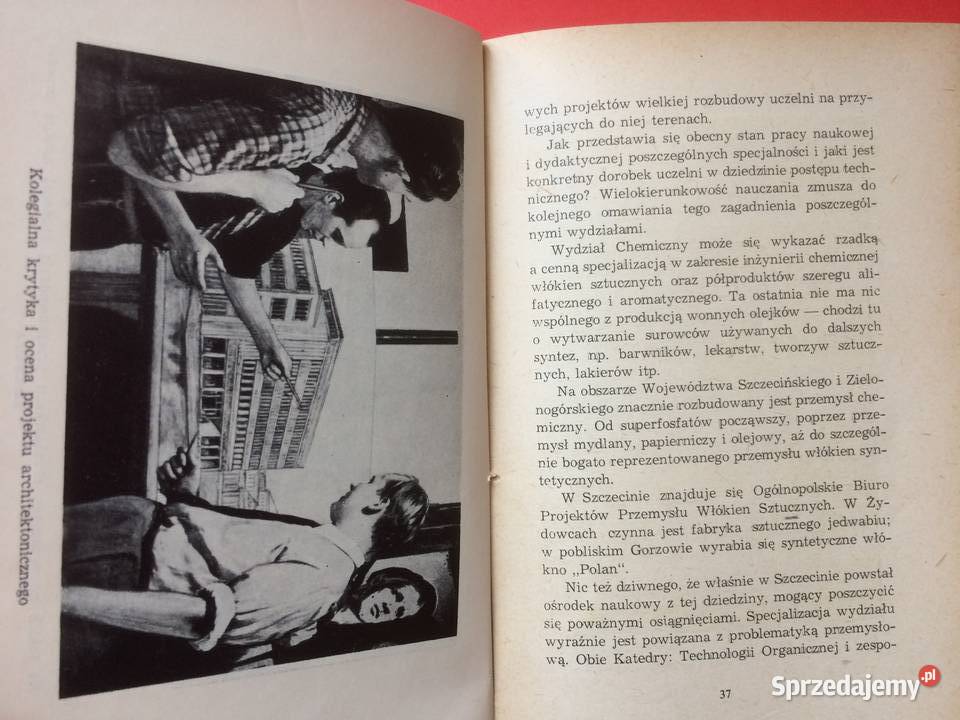 Kolegialna krytyka i ocena projektu architektonicznego
wych projektów wielkiej rozbudowy uczelni na przy-
legających do niej terenach.
Jak przedstawia się obecny stan pracy naukowej
i dydaktycznej poszczególnych specjalności i jaki jest
konkretny dorobek uczelni w dziedzinie postępu tech-
nicznego? Wielokierunkowość nauczania zmusza do
kolejnego omawiania tego zagadnienia poszczegól-
nymi wydziałami.
Wydział Chemiczny może się wykazać rzadką
a cenną specjalizacją w zakresie inżynierii chemicznej
włókien sztucznych oraz półproduktów szeregu ali-
fatycznego i aromatycznego. Ta ostatnia nie ma nic
wspólnego z produkcją wonnych olejków — chodzi tu
o wytwarzanie surowców używanych do dalszych
syntez, np. barwników, lekarstw, tworzyw sztucz-
nych, lakierów itp.
Na obszarze Województwa Szczecińskiego i Zielo-
nogórskiego znacznie rozbudowany jest przemysł che-
miczny. Od superfosfatów począwszy, poprzez prze-
mysł mydlany, papierniczy i olejowy, aż do szczegól-
nie bogato reprezentowanego przemysłu włókien syn-
tetycznych.
W Szczecinie znajduje się Ogólnopolskie Biuro
Projektów Przemysłu Włókien Sztucznych. W Ży-
dowcach czynna jest fabryka sztucznego jedwabiu;
w pobliskim Gorzowie wyrabia się syntetyczne włó-
kno „Polan“.
Nic też dziwnego, że właśnie w Szczecinie powstał
ośrodek naukowy z tej dziedziny, mogący poszczycić
się poważnymi osiągnięciami. Specjalizacja wydziału
wyraźnie jest powiązana z problematyką przemysło-
wą. Obie Katedry: Technologii Organicznej i zespo-
37
Sprzedajemy.pl